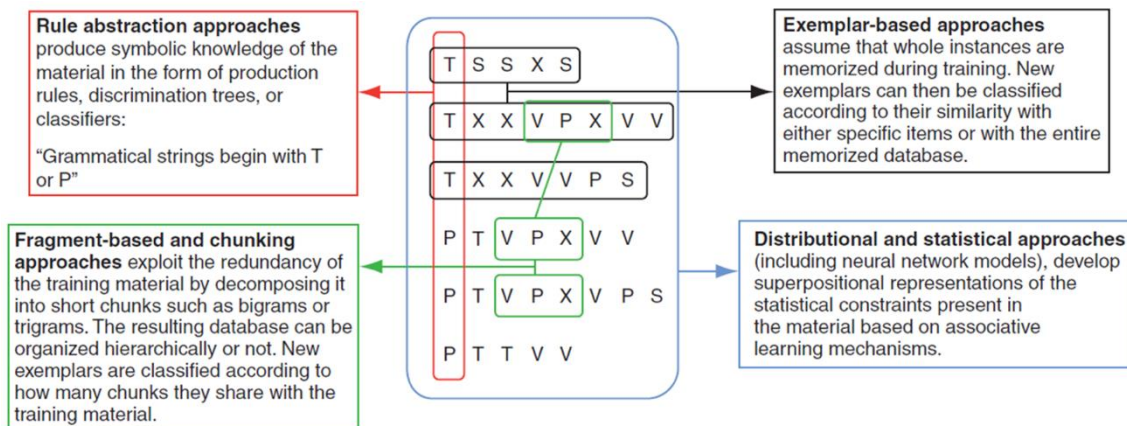 Rule abstraction approaches
produce symbolic knowledge of the
material in the form of production
rules, discrimination trees, or
classifiers:
“Grammatical strings begin with T
or P”
Fragment-based and chunking
approaches exploit the redundancy of
the training material by decomposing it
into short chunks such as bigrams or
trigrams. The resulting database can be
organized hierarchically or not. New
exemplars are classified according to
how many chunks they share with the
training material.
T S S X S
T X X V P X V V
T X X V V P S
P T V P X V V
P T V P X V P S
P T T V V
Exemplar-based approaches
assume that whole instances are
memorized during training. New
exemplars can then be classified
according to their similarity with
either specific items or with the entire
memorized database.
Distributional and statistical approaches
(including neural network models), develop
superpositional representations of the
statistical constraints present in
the material based on associative
learning mechanisms.